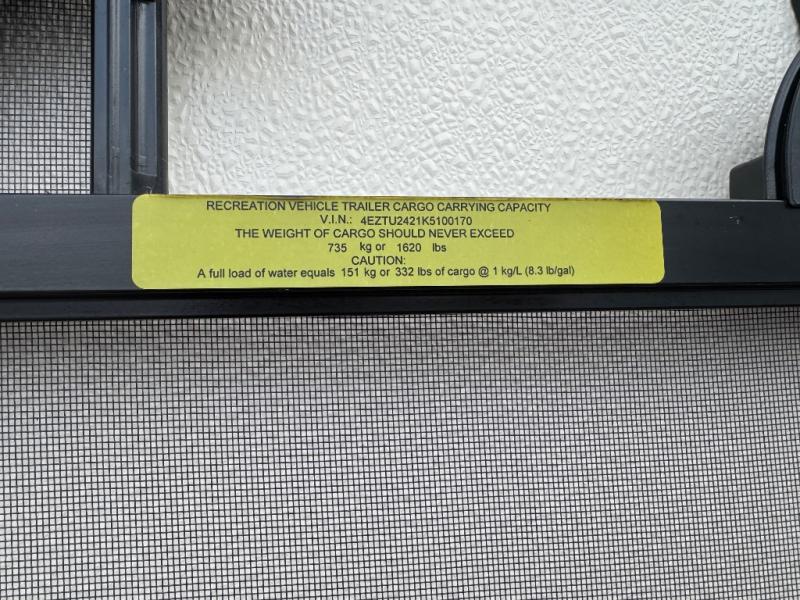 RECREATION VEHICLE TRAILER CARGO CARRYING CAPACITY
V.I.N.: 4EZTU2421K5100170
THE WEIGHT OF CARGO SHOULD NEVER EXCEED
735 kg or 1620 lbs
CAUTION:
A full load of water equals 151 kg or 332 lbs of cargo @ 1 kg/L (8.3 lb/gal)